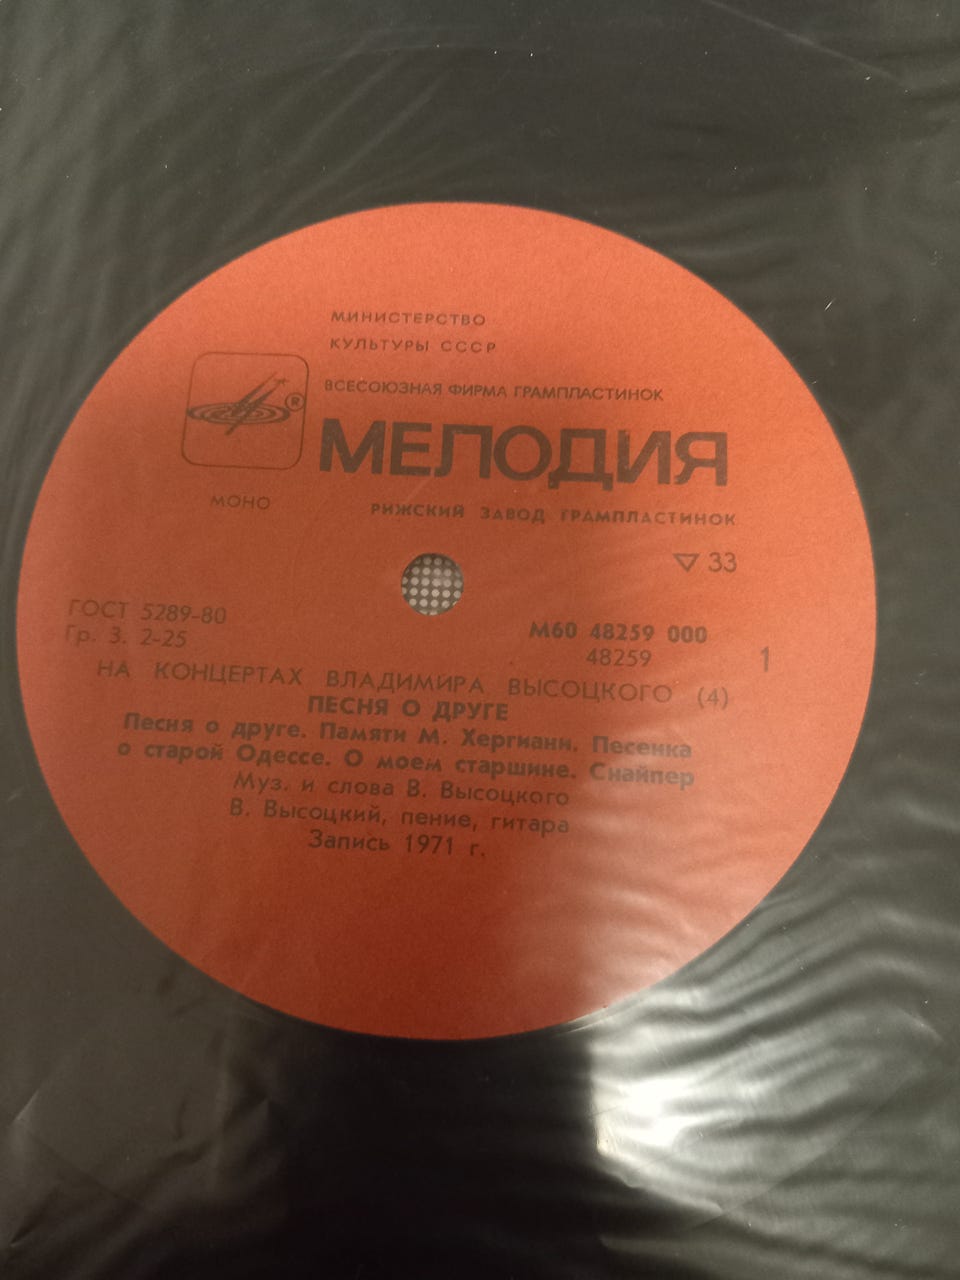 МИНИСТЕРСТВО
КУЛЬТУРЫ СССР
ВСЕСОЮЗНАЯ ФИРМА ГРАМПЛАСТИНОК
®
МЕЛОДИЯ
МОНО
РИЖСКИЙ ЗАВОД ГРАМПЛАСТИНОК
▽ 33
ГОСТ 5289-80
Гр. 3. 2-25
М60 48259 000
48259
1
НА КОНЦЕРТАХ ВЛАДИМИРА ВЫСОЦКОГО (4)
ПЕСНЯ О ДРУГЕ
Песня о друге. Памяти М. Хергиани. Песенка
о старой Одессе. О моем старшине. Снайпер
Муз. и слова В. Высоцкого
В. Высоцкий, пение, гитара
Запись 1971 г.